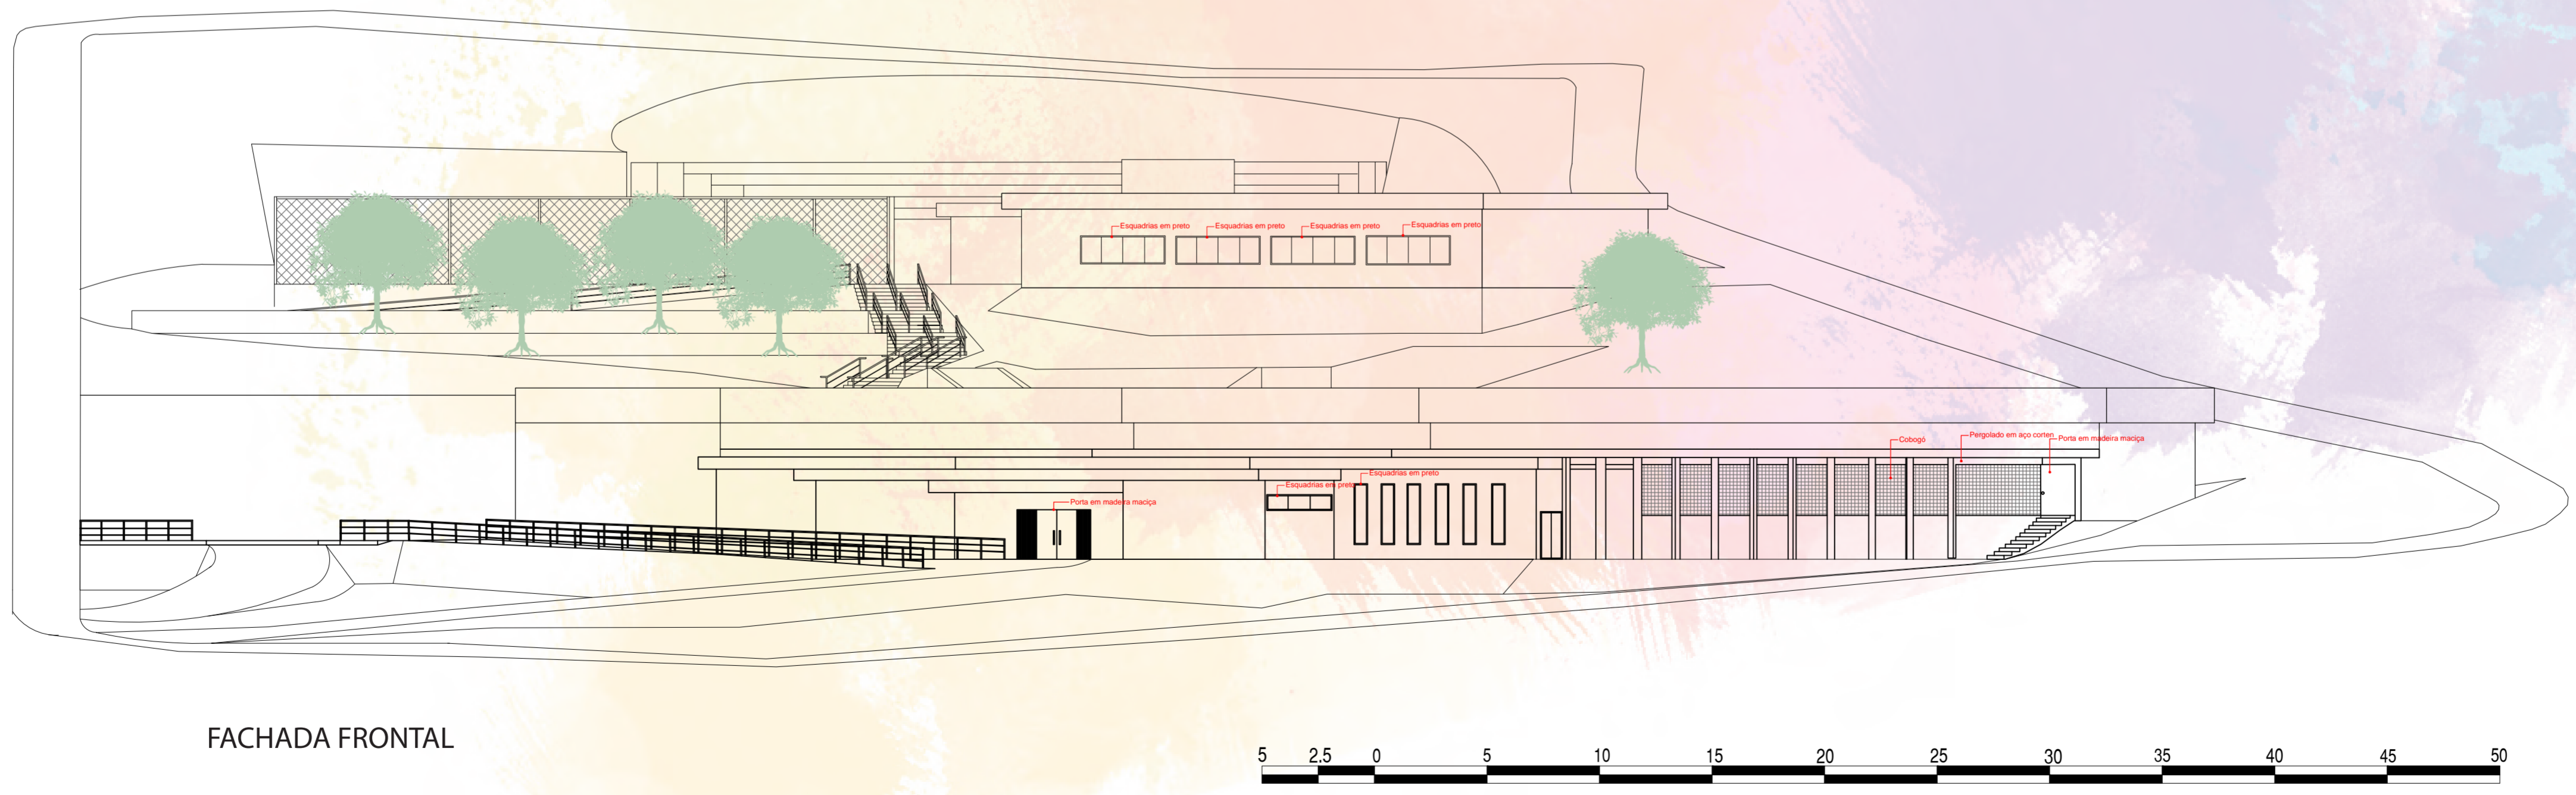 Esquadrias em preto
Esquadrias em preto
Esquadrias em preto
Esquadrias em preto
Cobogó
Pergolado em aço corten
Porta em madeira maciça
Esquadrias em preto
Esquadrias em preto
Porta em madeira maciça
FACHADA FRONTAL
5 2.5 0 5 10 15 20 25 30 35 40 45 50